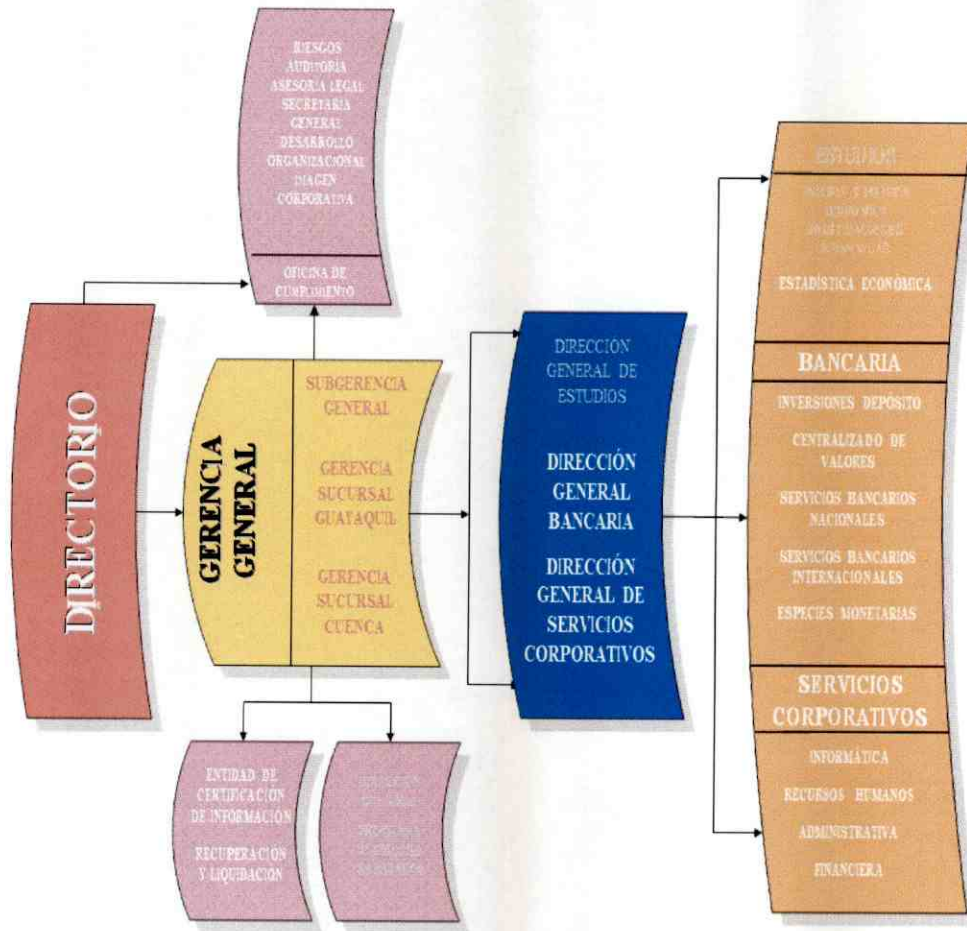 DIRECTORIO
GERENCIA
GENERAL
SUBGERENCIA
GENERAL
GERENCIA
SUCURSAL
GUAYAQUIL
GERENCIA
SUCURSAL
CUENCA
RIESGOS
AUDITORÍA
ASESORÍA LEGAL
SECRETARÍA
GENERAL
DESARROLLO
ORGANIZACIONAL
IMAGEN
CORPORATIVA
OFICINA DE
CUMPLIMIENTO
ENTIDAD DE
CERTIFICACIÓN
DE INFORMACIÓN
RECUPERACIÓN
Y LIQUIDACIÓN
DIRECCIÓN
GENERAL DE
ESTUDIOS
DIRECCIÓN
GENERAL
BANCARIA
DIRECCIÓN
GENERAL DE
SERVICIOS
CORPORATIVOS
ESTADÍSTICA ECONÓMICA
BANCARIA
INVERSIONES DEPÓSITO
CENTRALIZADO DE
VALORES
SERVICIOS BANCARIOS
NACIONALES
SERVICIOS BANCARIOS
INTERNACIONALES
ESPECIES MONETARIAS
SERVICIOS
CORPORATIVOS
INFORMÁTICA
RECURSOS HUMANOS
ADMINISTRATIVA
FINANCIERA